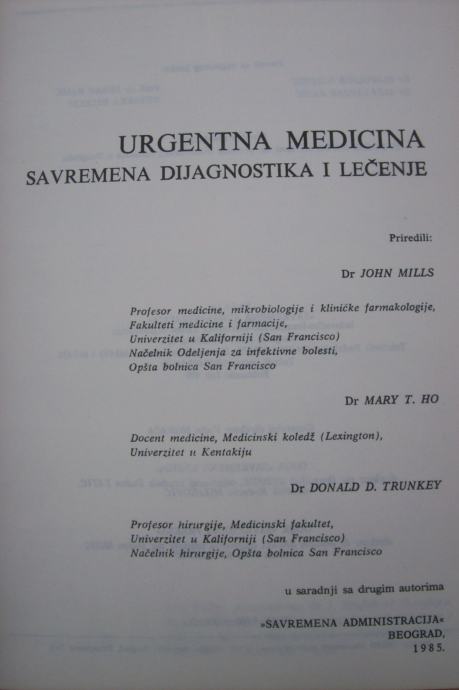 URGENTNA MEDICINA
SAVREMENA DIJAGNOSTIKA I LEČENJE
Priredili:
Dr JOHN MILLS
Profesor medicine, mikrobiologije i kliničke farmakologije,
Fakulteti medicine i farmacije,
Univerzitet u Kaliforniji (San Francisco)
Načelnik Odeljenja za infektivne bolesti,
Opšta bolnica San Francisco
Dr MARY T. HO
Docent medicine, Medicinski koledž (Lexington),
Univerzitet u Kentakiju
Dr DONALD D. TRUNKEY
Profesor hirurgije, Medicinski fakultet,
Univerzitet u Kaliforniji (San Francisco)
Načelnik hirurgije, Opšta bolnica San Francisco
u saradnji sa drugim autorima
»SAVREMENA ADMINISTRACIJA«
BEOGRAD,
1985.